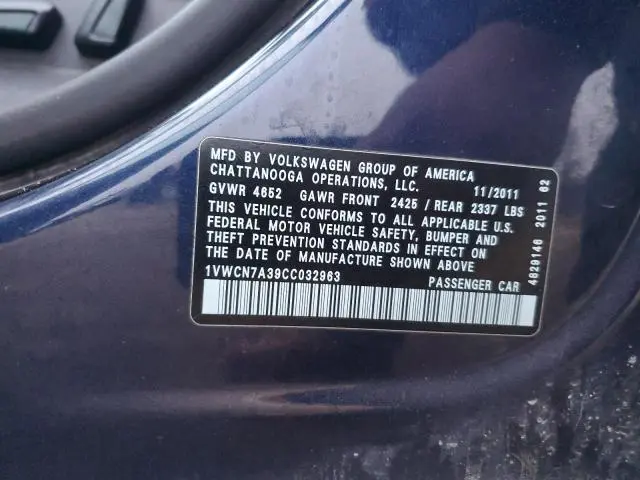 MFD BY VOLKSWAGEN GROUP OF AMERICA
CHATTANOOGA OPERATIONS, LLC. 11/2011
GVWR 4652 GAWR FRONT 2425 / REAR 2337 LBS
THIS VEHICLE CONFORMS TO ALL APPLICABLE U.S.
FEDERAL MOTOR VEHICLE SAFETY, BUMPER AND
THEFT PREVENTION STANDARDS IN EFFECT ON
THE DATE OF MANUFACTURE SHOWN ABOVE
1VWCN7A39CC032963 PASSENGER CAR
4829146 2011 62